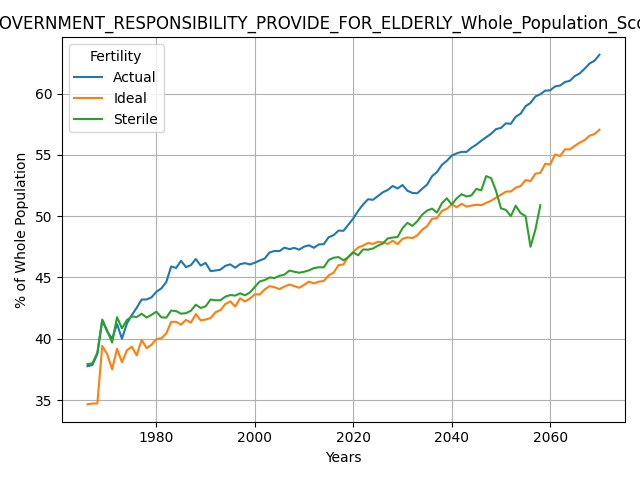 OVERNMENT_RESPONSIBILITY_PROVIDE_FOR_ELDERLY_Whole_Population_Sco
Fertility
Actual
Ideal
Sterile
% of Whole Population
60
55
50
45
40
35
1980
2000
2020
2040
2060
Years